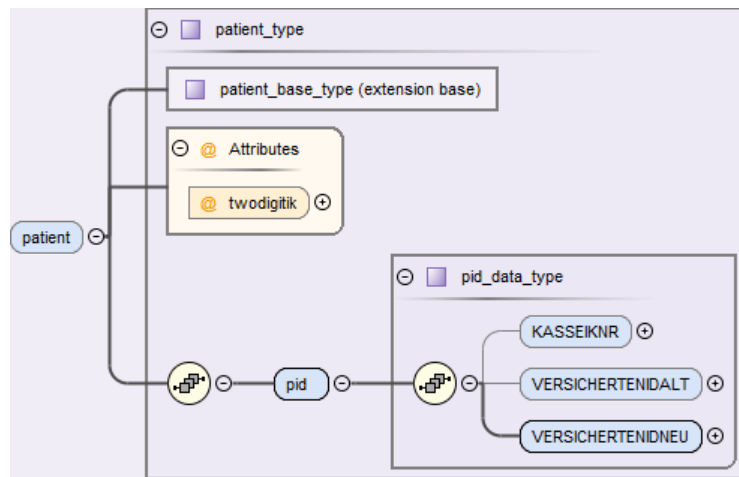 patient_type
patient_base_type (extension base)
@ Attributes
@ twodigitik
patient
pid_data_type
KASSEIKNR
pid
VERSICHERTENIDALT
VERSICHERTENIDNEU